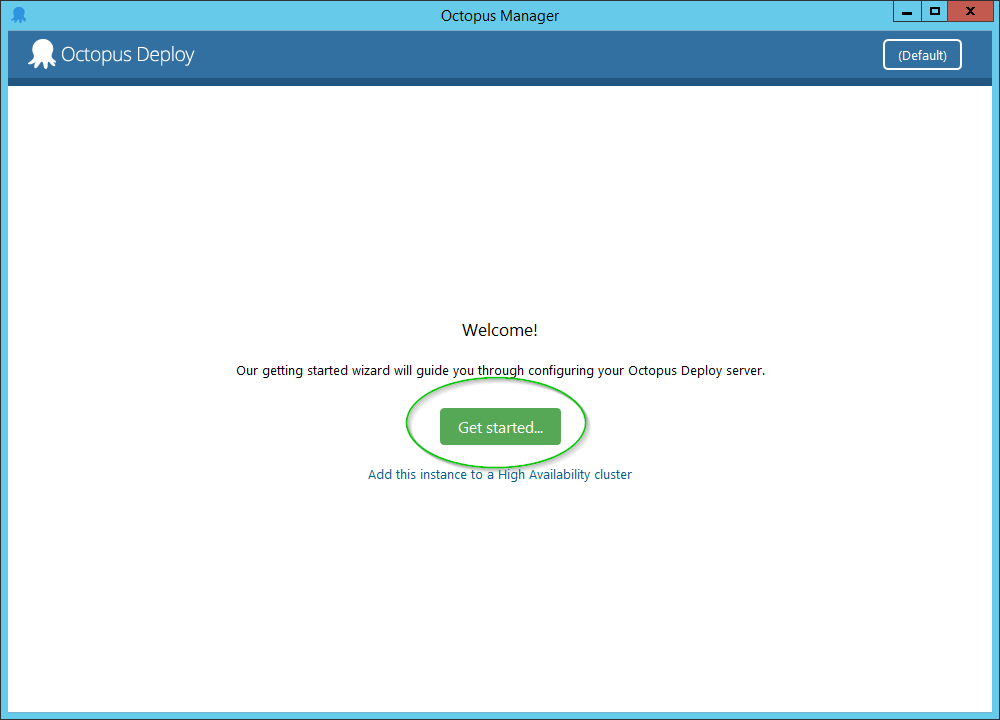 Octopus Manager
Octopus Deploy
(Default)
Welcome!
Our getting started wizard will guide you through configuring your Octopus Deploy server.
Get started...
Add this instance to a High Availability cluster